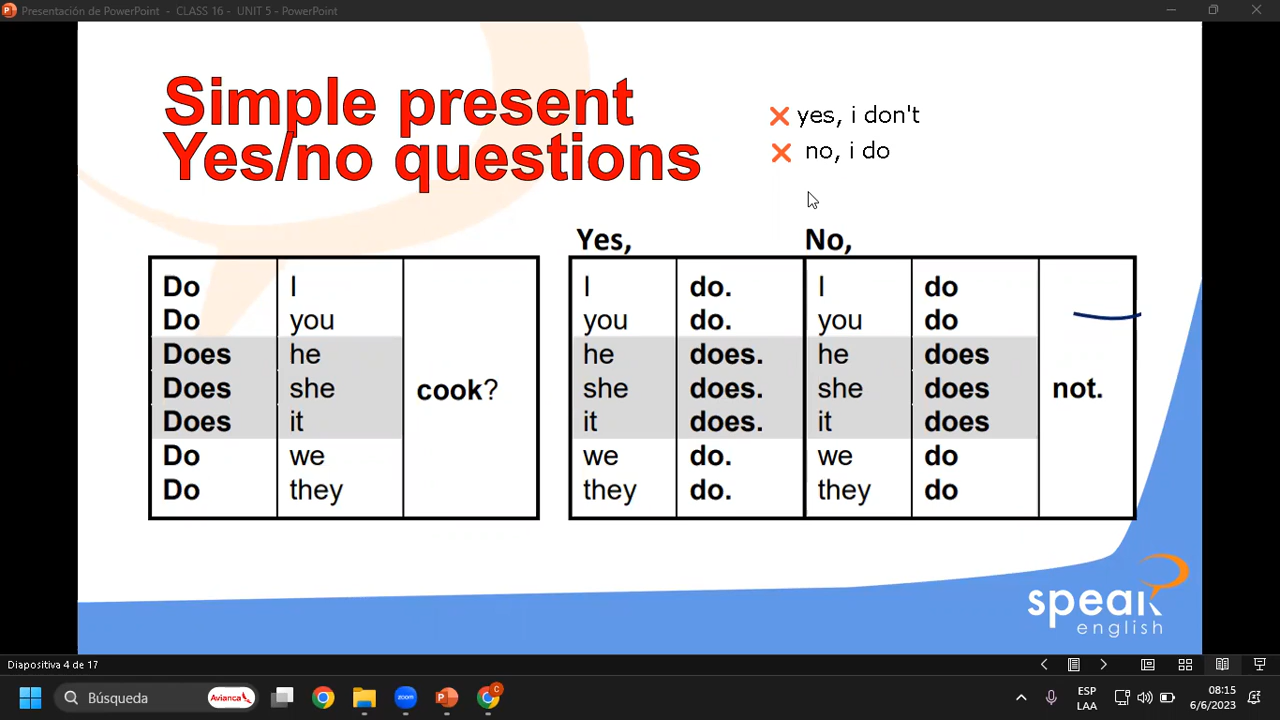 Presentación de PowerPoint - CLASS 16 - UNIT 5 - PowerPoint
Simple present
Yes/no questions
yes, i don't
no, i do
Yes, No,
Do I I do. I do
Do you you do. you do
Does he he does. he does
Does she cook? she does. she does not.
Does it it does. it does
Do we we do. we do
Do they they do. they do
speak
english
Diapositiva 4 de 17
Búsqueda
Avianca
zoom
C
ESP
LAA
08:15
6/6/2023